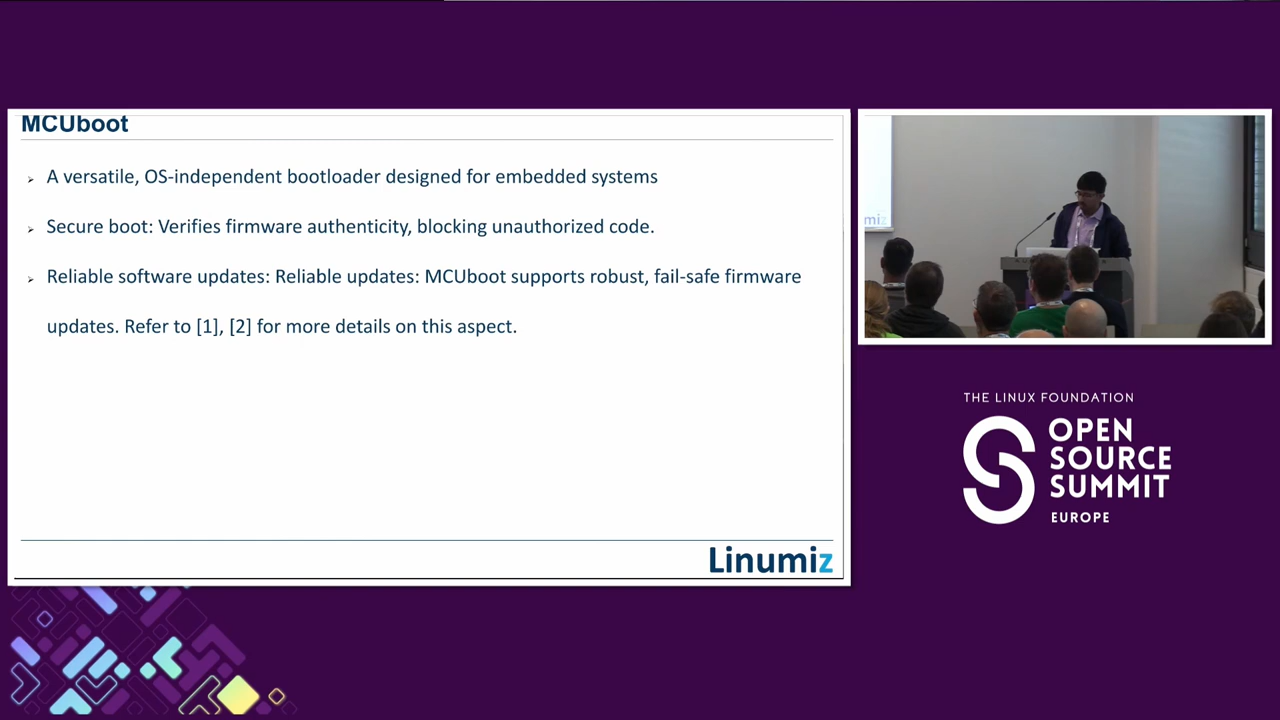 MCUboot
A versatile, OS-independent bootloader designed for embedded systems
Secure boot: Verifies firmware authenticity, blocking unauthorized code.
Reliable software updates: Reliable updates: MCUboot supports robust, fail-safe firmware
updates. Refer to [1], [2] for more details on this aspect.
Linumiz
miz
THE LINUX FOUNDATION
OPEN
SOURCE
SUMMIT
EUROPE